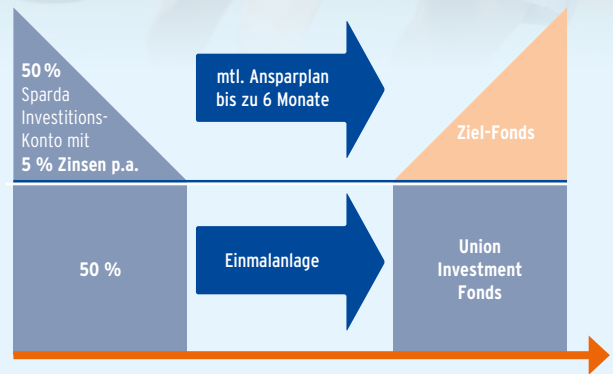 50 %
Sparda
Investitions-
Konto mit
5 % Zinsen p.a.
mtl. Ansparplan
bis zu 6 Monate
Ziel-Fonds
50 %
Einmalanlage
Union
Investment
Fonds